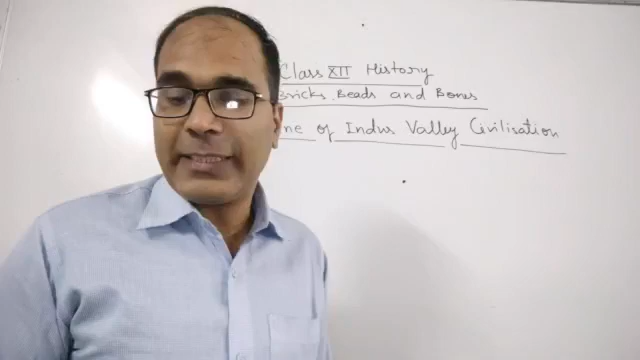 Class XII History
Bricks, Beads and Bones
of Indus Valley Civilisation